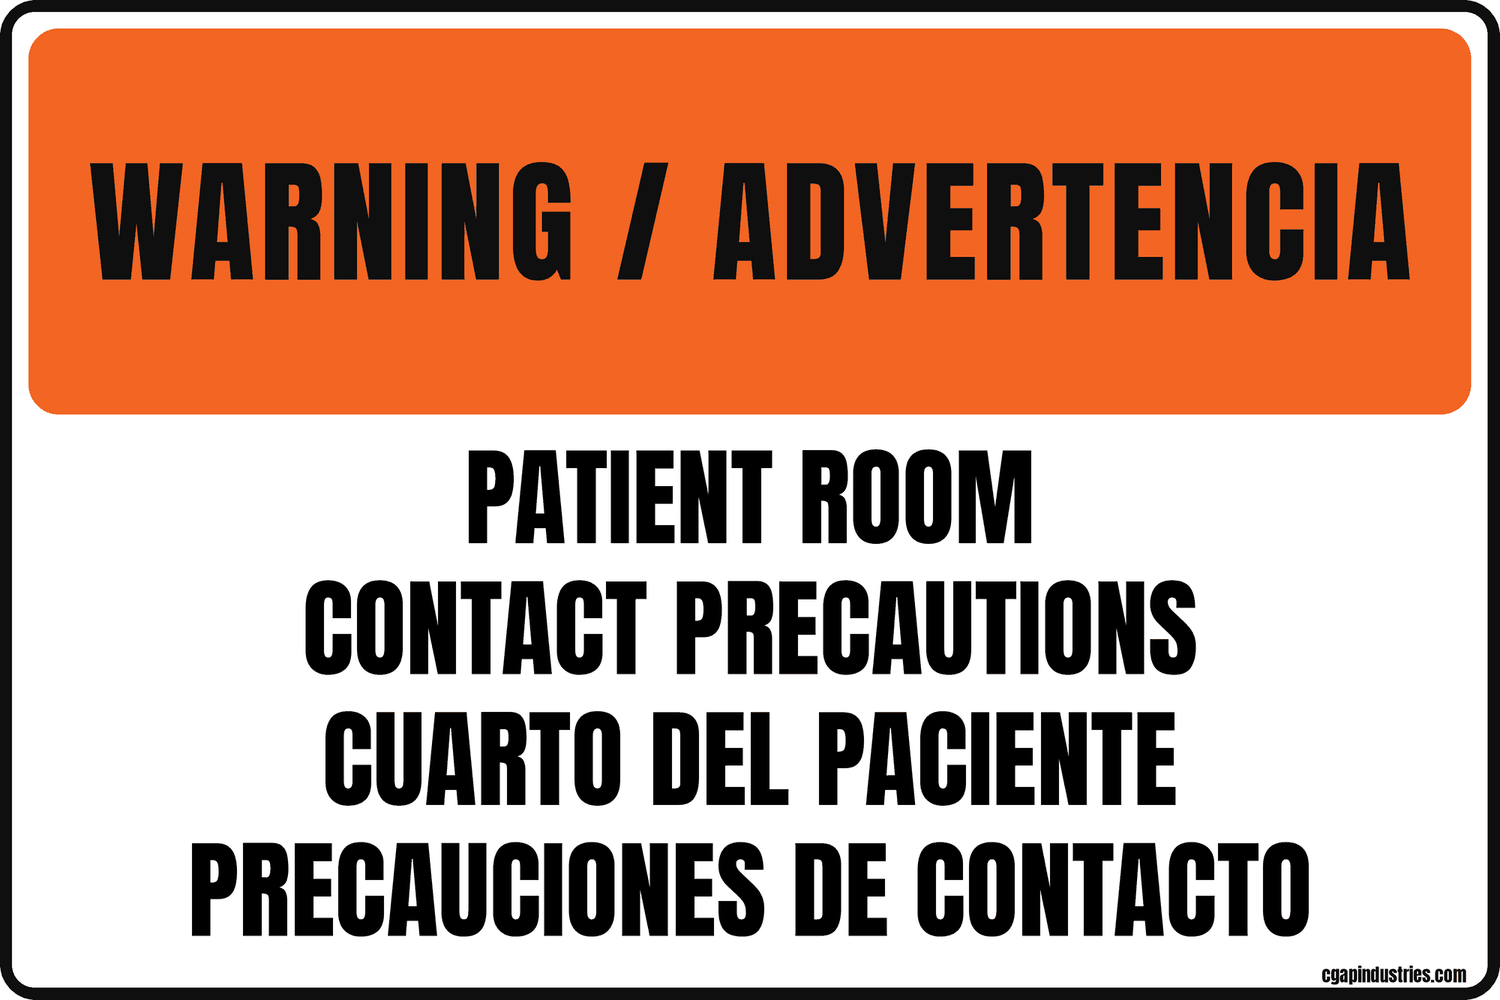 WARNING / ADVERTENCIA
PATIENT ROOM
CONTACT PRECAUTIONS
CUARTO DEL PACIENTE
PRECAUCIONES DE CONTACTO
cgapindustries.com